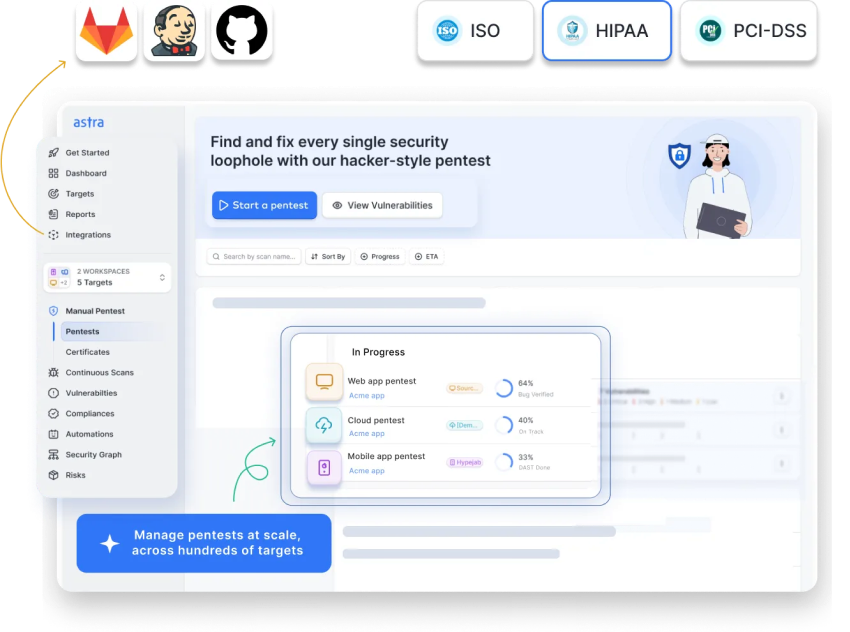 ISO
ISO
HIPAA
HIPAA
PCI
PCI-DSS
astra
Get Started
Dashboard
Targets
Reports
Integrations
+2
2 WORKSPACES
5 Targets
Manual Pentest
Pentests
Certificates
Continuous Scans
Vulnerabilities
Compliances
Automations
Security Graph
Risks
Find and fix every single security
loophole with our hacker-style pentest
Start a pentest
View Vulnerabilities
Search by scan name...
Sort By
Progress
ETA
In Progress
Web app pentest
Acme app
Sourc...
64%
Bug Verified
Cloud pentest
Acme app
(Dem...
40%
On Track
Mobile app pentest
Acme app
Hypejab
33%
DAST Done
Manage pentests at scale,
across hundreds of targets